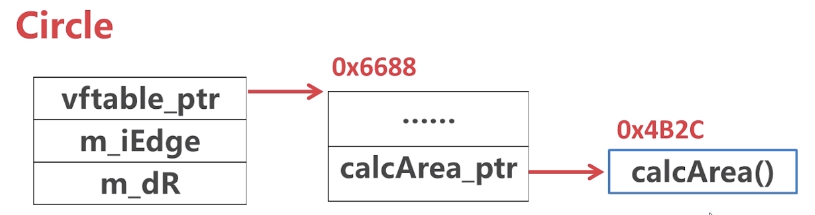 Circle
0x6688
vftable_ptr
m_iEdge
m_dR
......
calcArea_ptr
0x4B2C
calcArea()